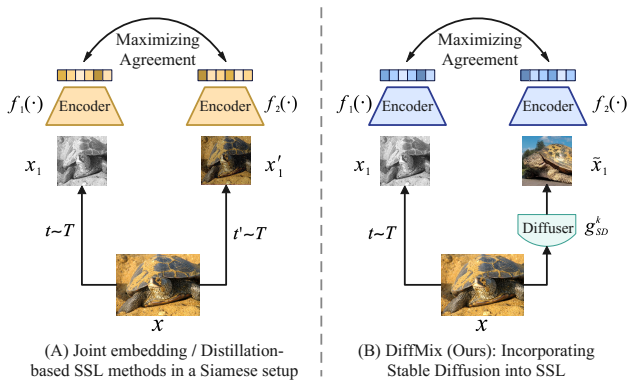 Maximizing
Agreement
f₁(·) Encoder Encoder f₂(·)
x₁ x′₁
t~T t'~T
x
(A) Joint embedding / Distillation-
based SSL methods in a Siamese setup
Maximizing
Agreement
f₁(·) Encoder Encoder f₂(·)
x₁ x̃₁
t~T Diffuser g^k_SD
x
(B) DiffMix (Ours): Incorporating
Stable Diffusion into SSL